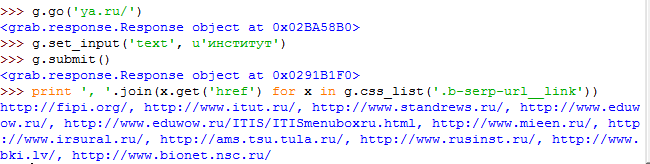 >>> g.go('ya.ru/')
<grab.response.Response object at 0x02BA58B0>
>>> g.set_input('text', u'институт')
>>> g.submit()
<grab.response.Response object at 0x0291B1F0>
>>> print ', '.join(x.get('href') for x in g.css_list('.b-serp-url__link'))
http://fipi.org/, http://www.itut.ru/, http://www.standrews.ru/, http://www.eduw
ow.ru/, http://www.eduwow.ru/ITIS/ITISmenuboxru.html, http://www.mieen.ru/, http
://www.irsural.ru/, http://ams.tsu.tula.ru/, http://www.rusinst.ru/, http://www.
bki.lv/, http://www.bionet.nsc.ru/